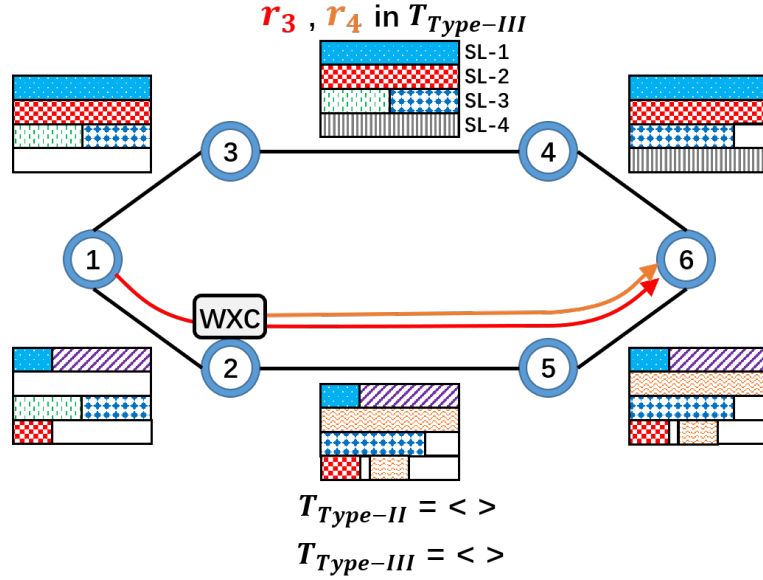 r3 , r4 in TType−III
SL-1
SL-2
SL-3
SL-4
3
4
1
6
WXC
2
5
TType−II = < >
TType−III = < >